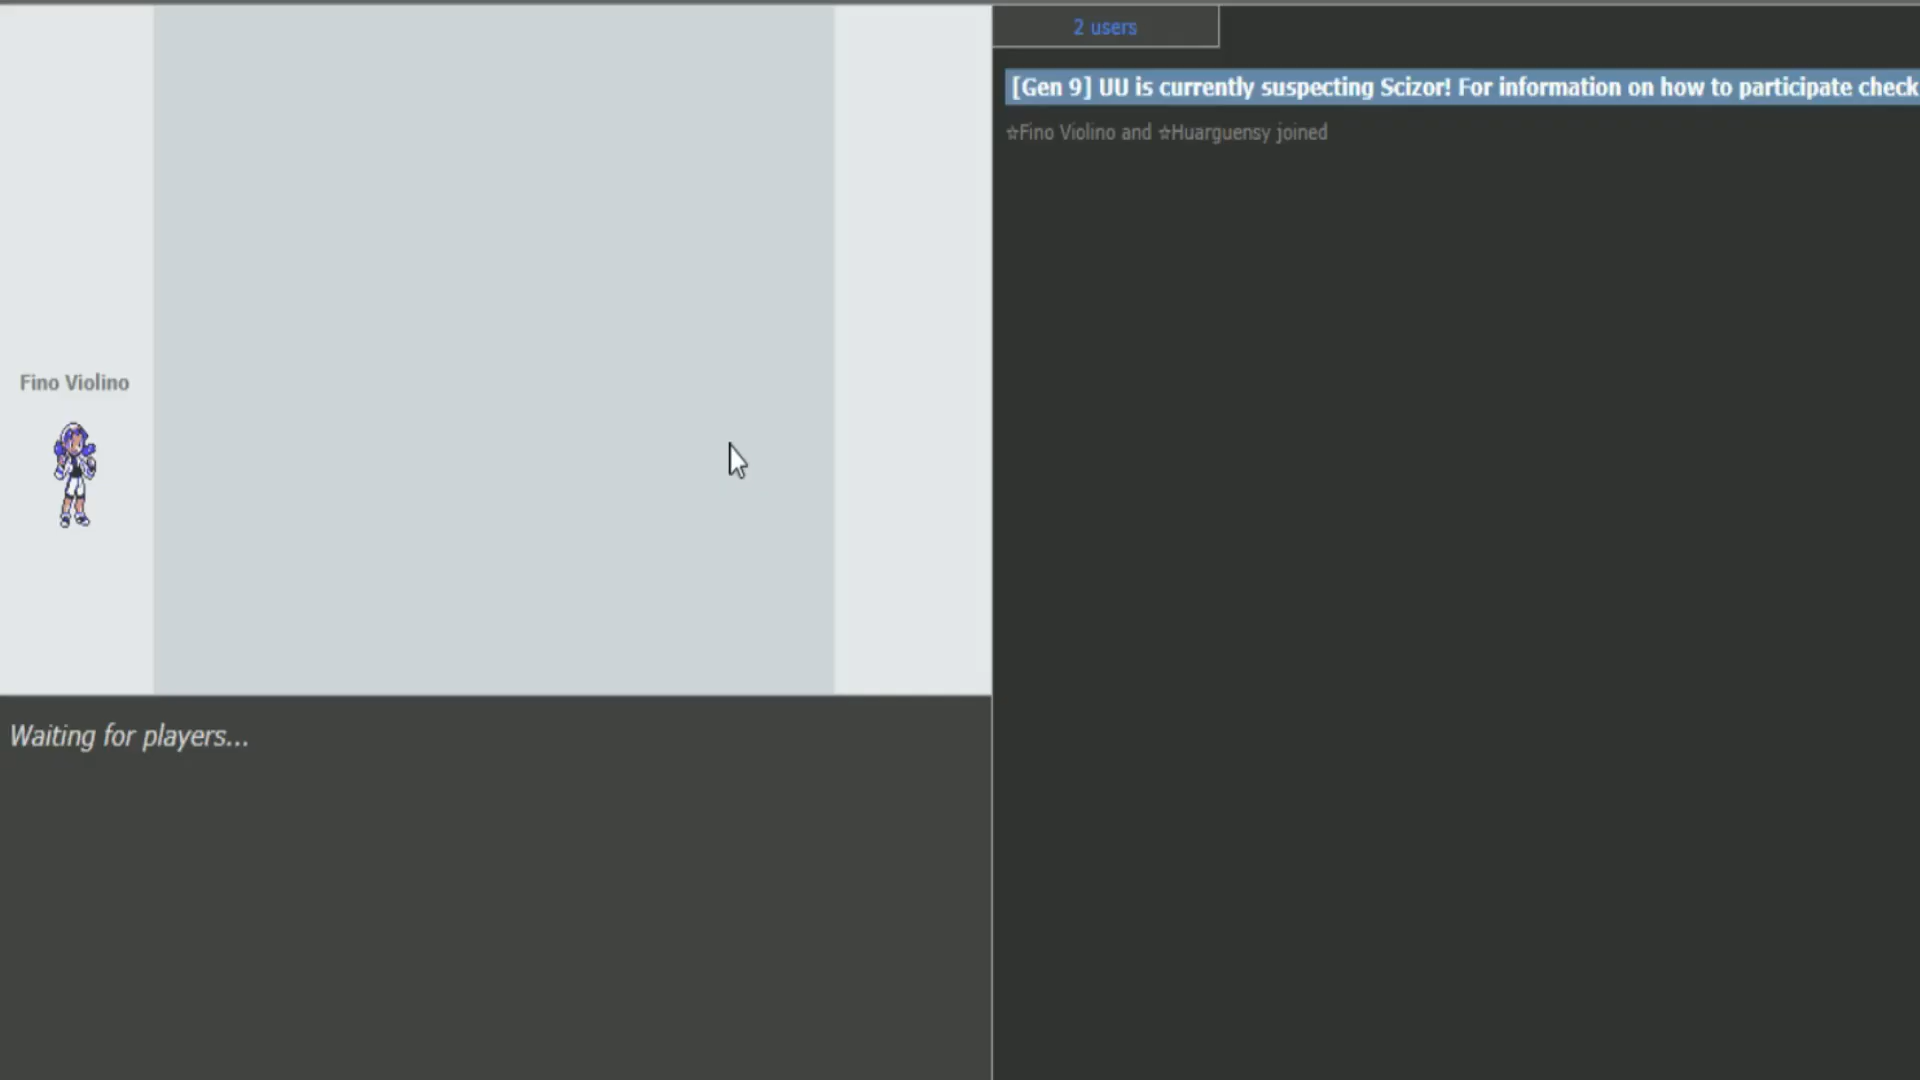 2 users
[Gen 9] UU is currently suspecting Scizor! For information on how to participate check
☆Fino Violino and ☆Huarguensy joined
Fino Violino
Waiting for players...